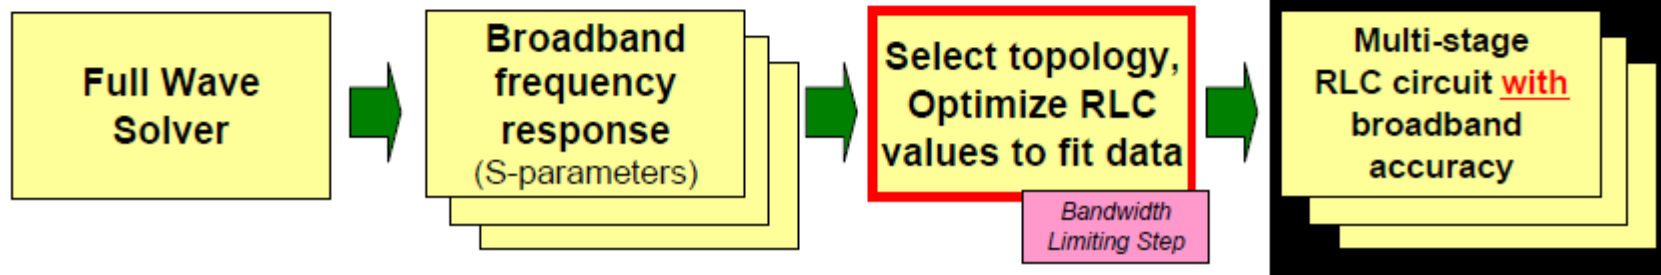 Full Wave
Solver
Broadband
frequency
response
(S-parameters)
Select topology,
Optimize RLC
values to fit data
Bandwidth
Limiting Step
Multi-stage
RLC circuit with
broadband
accuracy